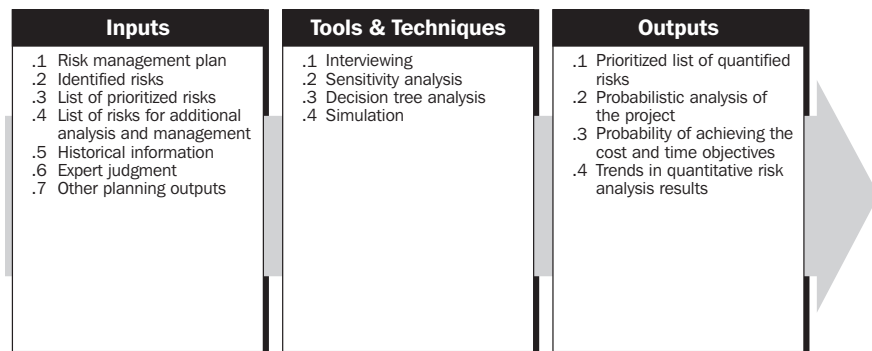 Inputs
.1 Risk management plan
.2 Identified risks
.3 List of prioritized risks
.4 List of risks for additional
analysis and management
.5 Historical information
.6 Expert judgment
.7 Other planning outputs
Tools & Techniques
.1 Interviewing
.2 Sensitivity analysis
.3 Decision tree analysis
.4 Simulation
Outputs
.1 Prioritized list of quantified
risks
.2 Probabilistic analysis of
the project
.3 Probability of achieving the
cost and time objectives
.4 Trends in quantitative risk
analysis results